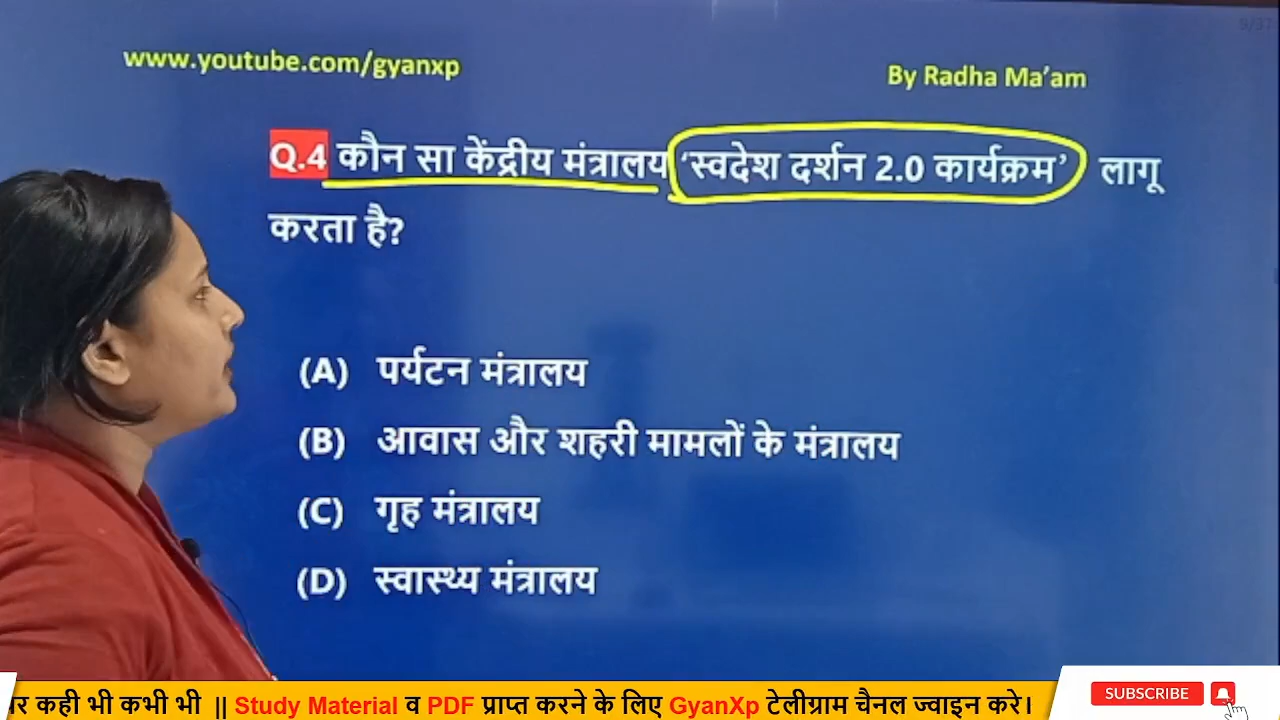 www.youtube.com/gyanxp
By Radha Ma’am
Q.4 कौन सा केंद्रीय मंत्रालय ‘स्वदेश दर्शन 2.0 कार्यक्रम’ लागू
करता है?
(A) पर्यटन मंत्रालय
(B) आवास और शहरी मामलों के मंत्रालय
(C) गृह मंत्रालय
(D) स्वास्थ्य मंत्रालय
कही भी कभी भी || Study Material व PDF प्राप्त करने के लिए GyanXp टेलीग्राम चैनल ज्वाइन करे।
SUBSCRIBE